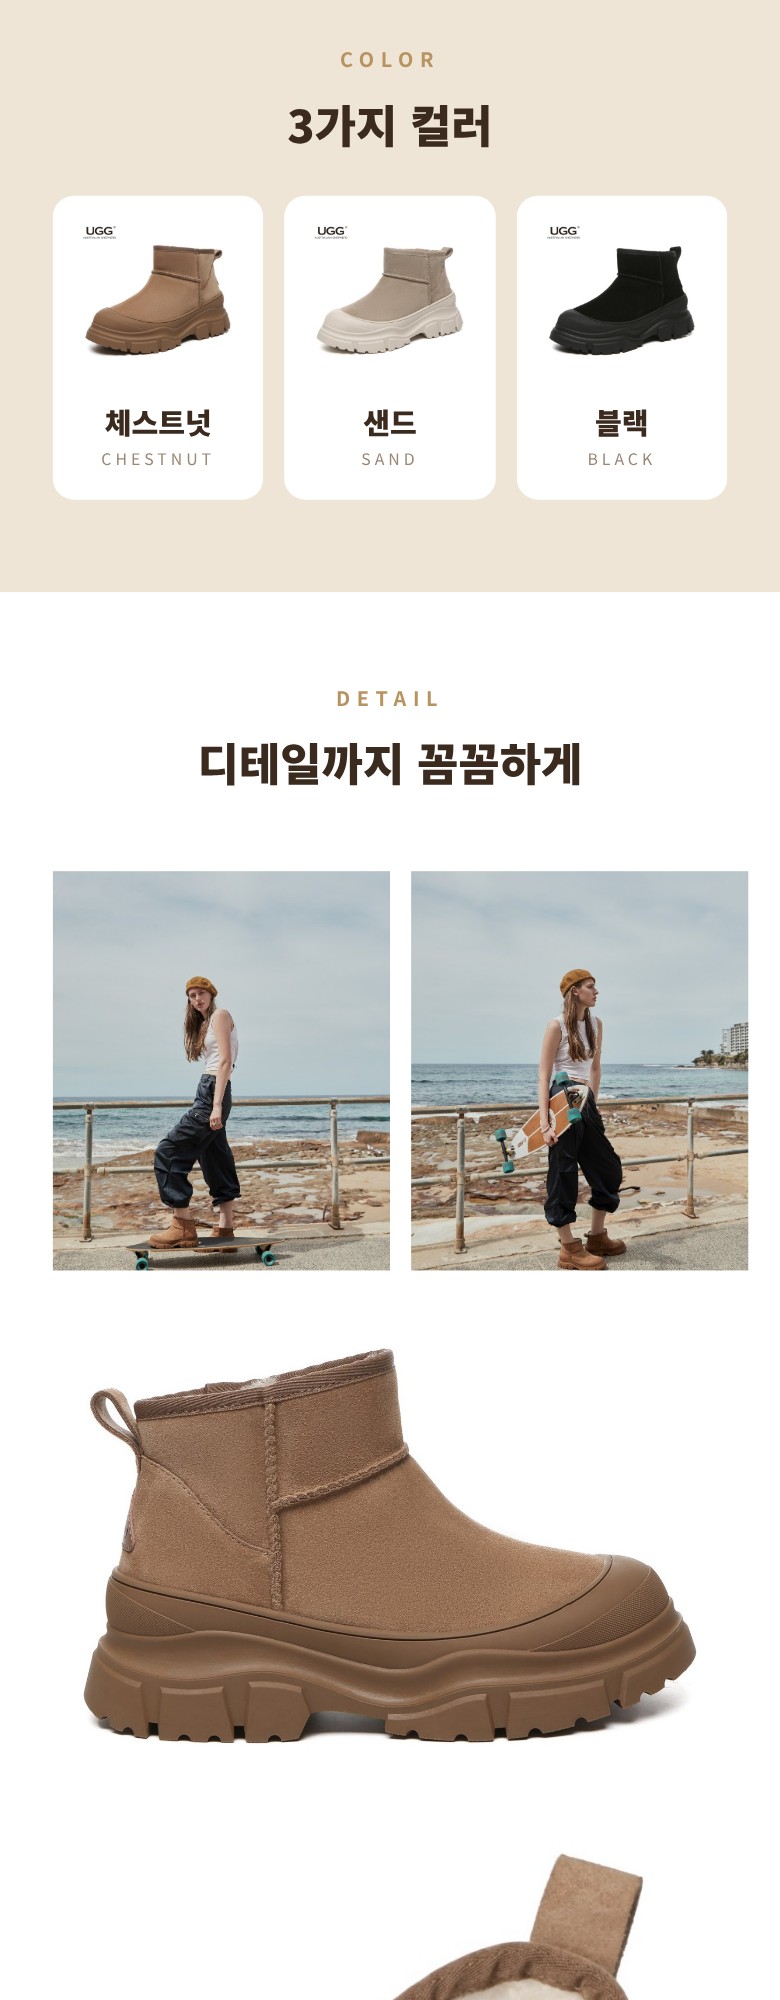 COLOR
3가지 컬러
UGG
UGG
UGG
체스트넛
샌드
블랙
CHESTNUT
SAND
BLACK
DETAIL
디테일까지 꼼꼼하게